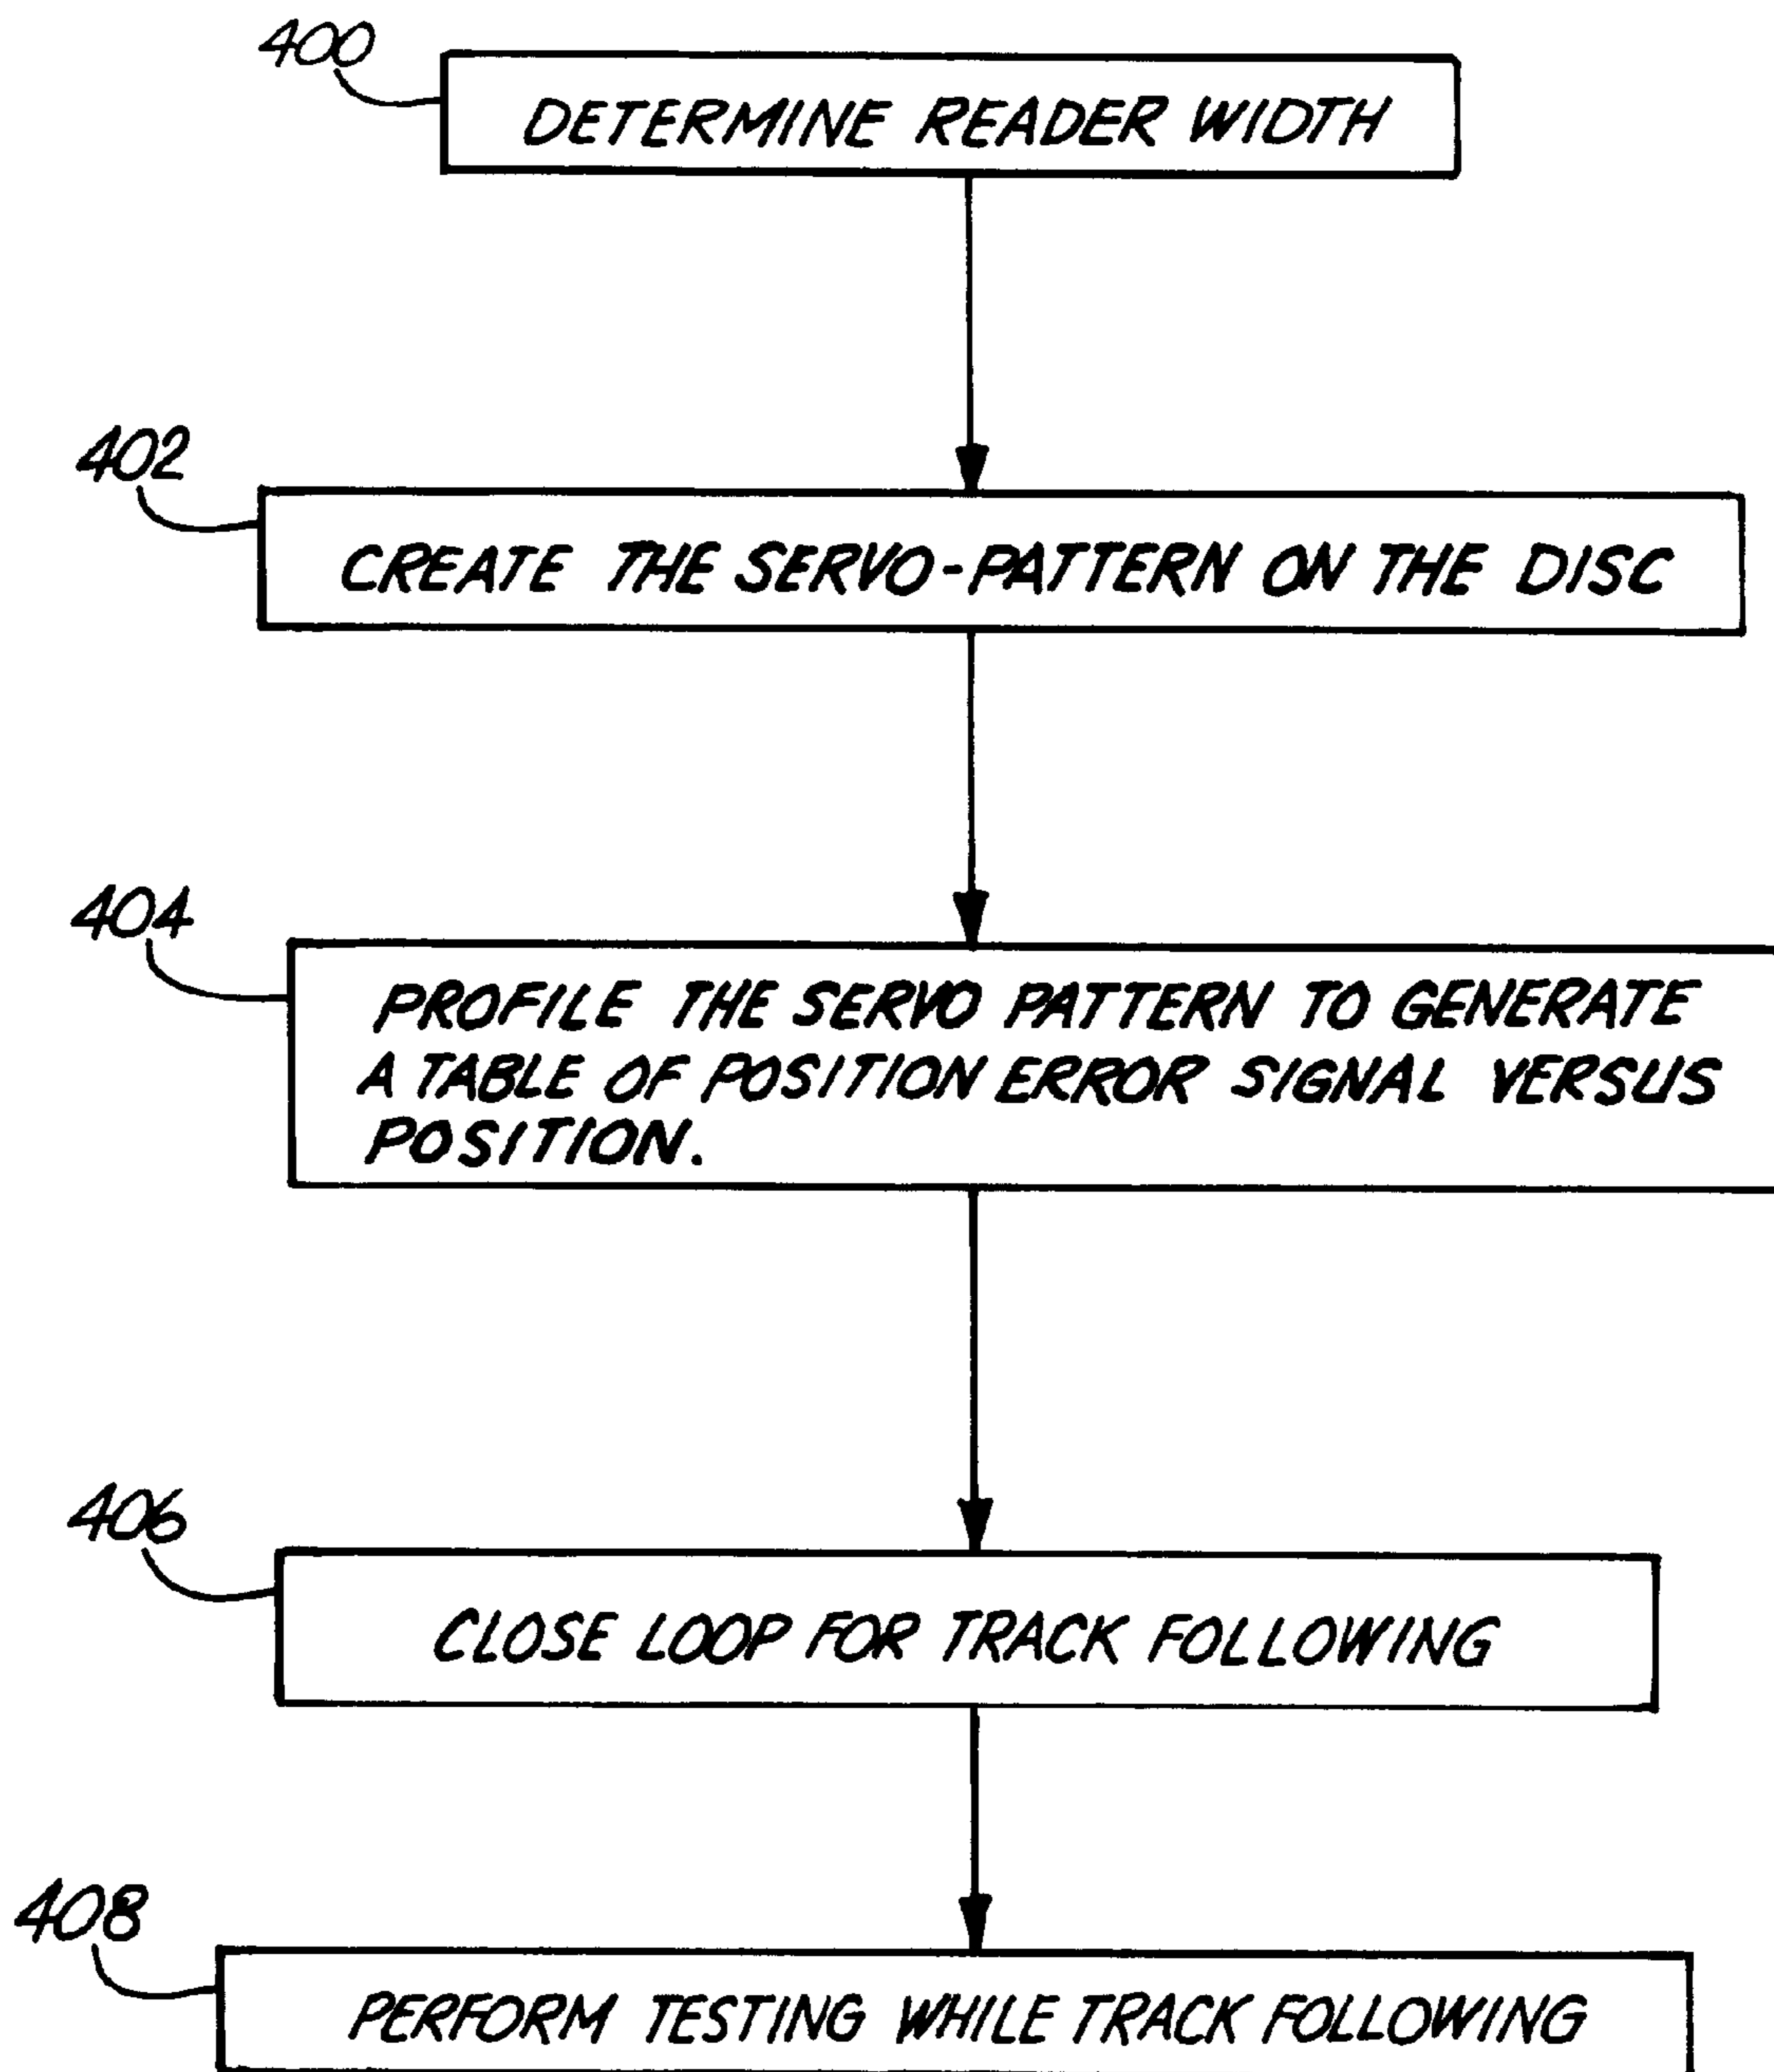 400
DETERMINE READER WIDTH
402
CREATE THE SERVO-PATTERN ON THE DISC
404
PROFILE THE SERVO PATTERN TO GENERATE
A TABLE OF POSITION ERROR SIGNAL VERSUS
POSITION.
406
CLOSE LOOP FOR TRACK FOLLOWING
408
PERFORM TESTING WHILE TRACK FOLLOWING